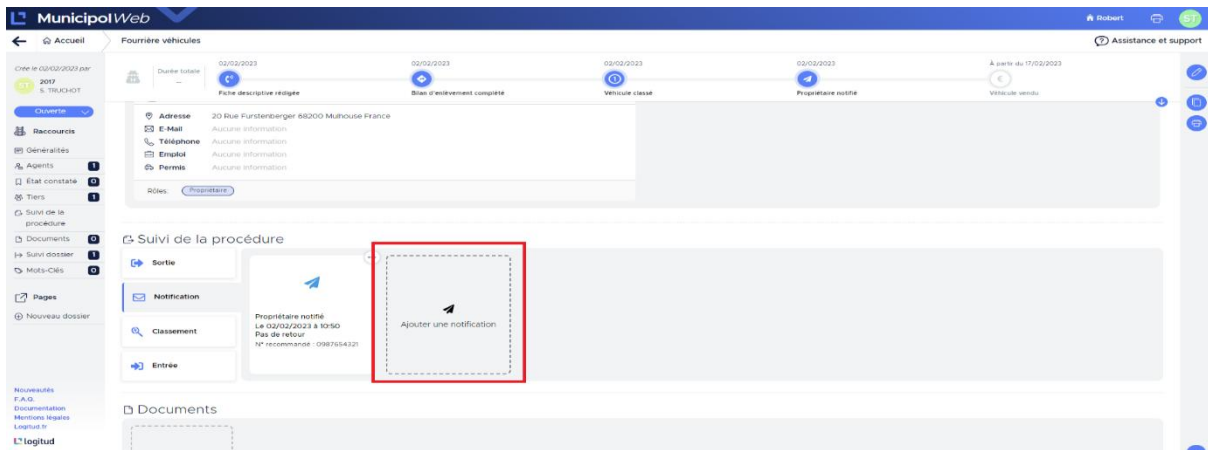 MunicipolWeb
Robert
ST
Accueil
Fourrière véhicules
Assistance et support
Crée le 02/02/2023 par
ST
2017
S. TRUCHOT
Ouverte
Raccourcis
Généralités
Agents 1
État constaté 0
Tiers 1
Suivi de la
procédure
Documents 0
Suivi dossier 1
Mots-Clés 0
Pages
Nouveau dossier
Nouveautés
F.A.Q.
Documentation
Mentions légales
Logitud.fr
logitud
Durée totale
--
02/02/2023
Fiche descriptive rédigée
02/02/2023
Bilan d'enlèvement complété
02/02/2023
Véhicule classé
02/02/2023
Propriétaire notifié
À partir du 17/02/2023
Véhicule vendu
Adresse 20 Rue Furstenberger 68200 Mulhouse France
E-Mail Aucune information
Téléphone Aucune information
Emploi Aucune information
Permis Aucune information
Rôles: Propriétaire
Suivi de la procédure
Sortie
Notification
Classement
Entrée
Propriétaire notifié
Le 02/02/2023 à 10:50
Pas de retour
N° recommandé : 0987654321
Ajouter une notification
Documents